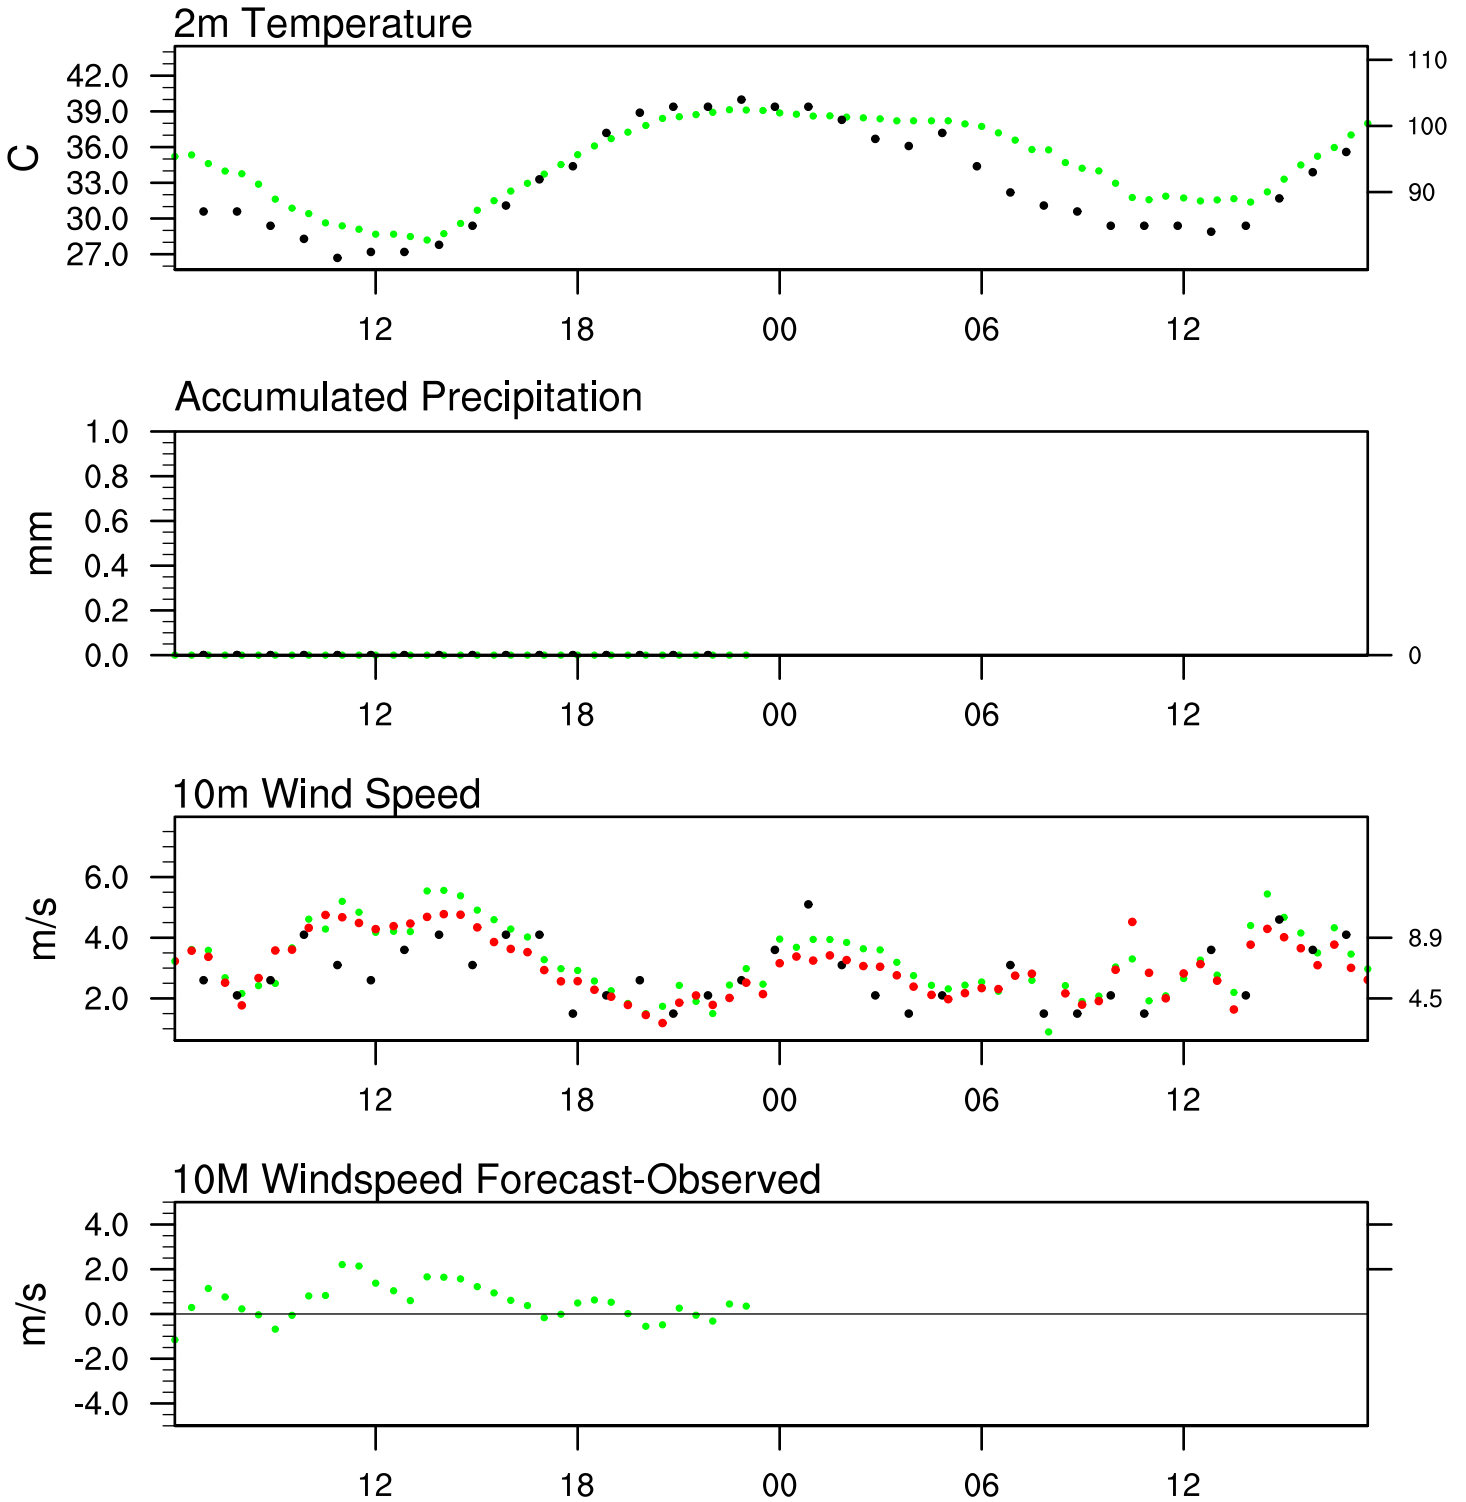 2m Temperature
42.0
39.0
36.0
33.0
30.0
27.0
C
110
100
90
12 18 00 06 12
Accumulated Precipitation
1.0
0.8
0.6
0.4
0.2
0.0
mm
0
12 18 00 06 12
10m Wind Speed
6.0
4.0
2.0
m/s
8.9
4.5
12 18 00 06 12
10M Windspeed Forecast-Observed
4.0
2.0
0.0
-2.0
-4.0
m/s
12 18 00 06 12